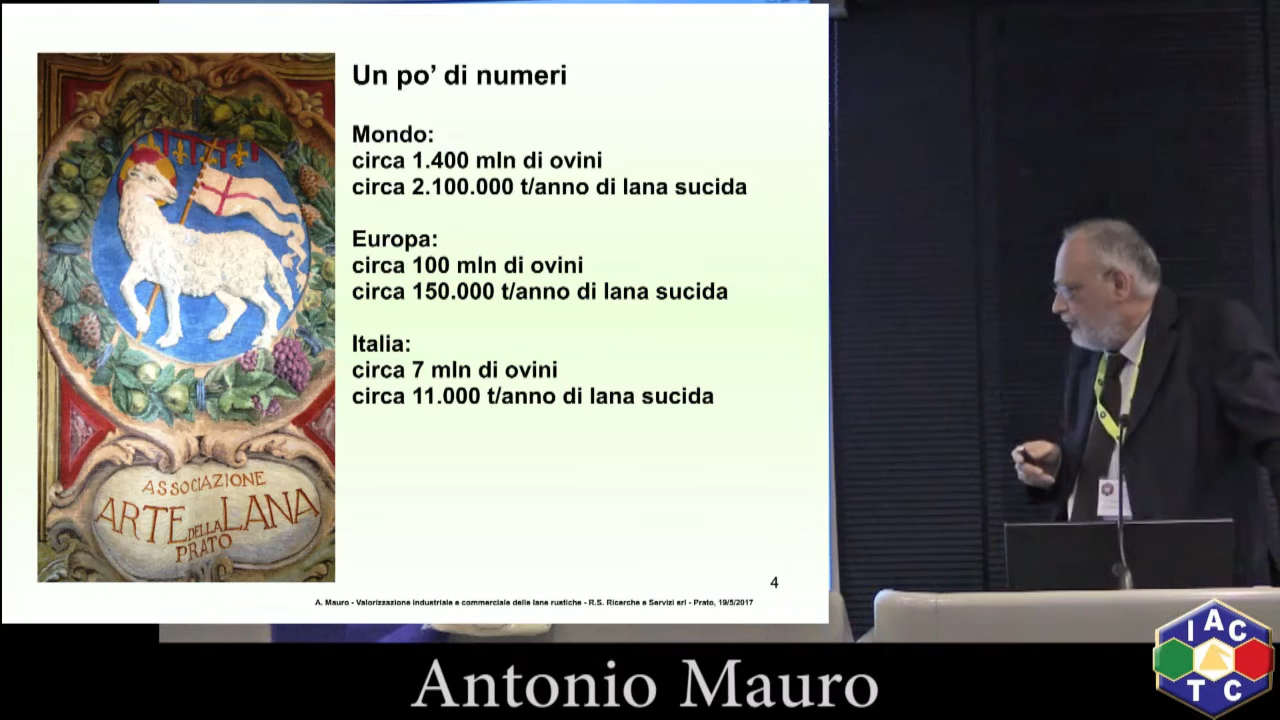 Un po' di numeri
Mondo:
circa 1.400 mln di ovini
circa 2.100.000 t/anno di lana sucida
Europa:
circa 100 mln di ovini
circa 150.000 t/anno di lana sucida
Italia:
circa 7 mln di ovini
circa 11.000 t/anno di lana sucida
ASSOCIAZIONE
ARTE DELLA LANA
PRATO
4
A. Mauro - Valorizzazione industriale e commerciale delle lane rustiche - R.S. Ricerche e Servizi srl - Prato, 19/5/2017
Antonio Mauro
IACTC